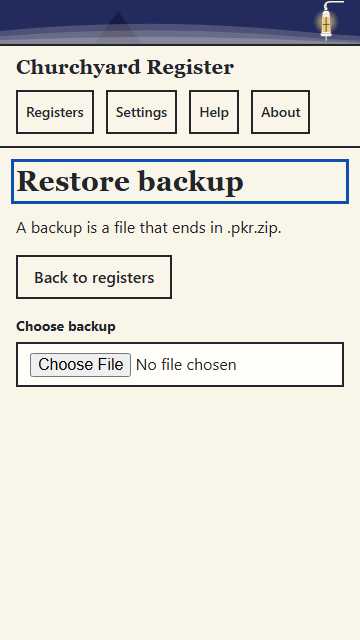 Churchyard Register
Registers
Settings
Help
About
Restore backup
A backup is a file that ends in .pkr.zip.
Back to registers
Choose backup
Choose File No file chosen